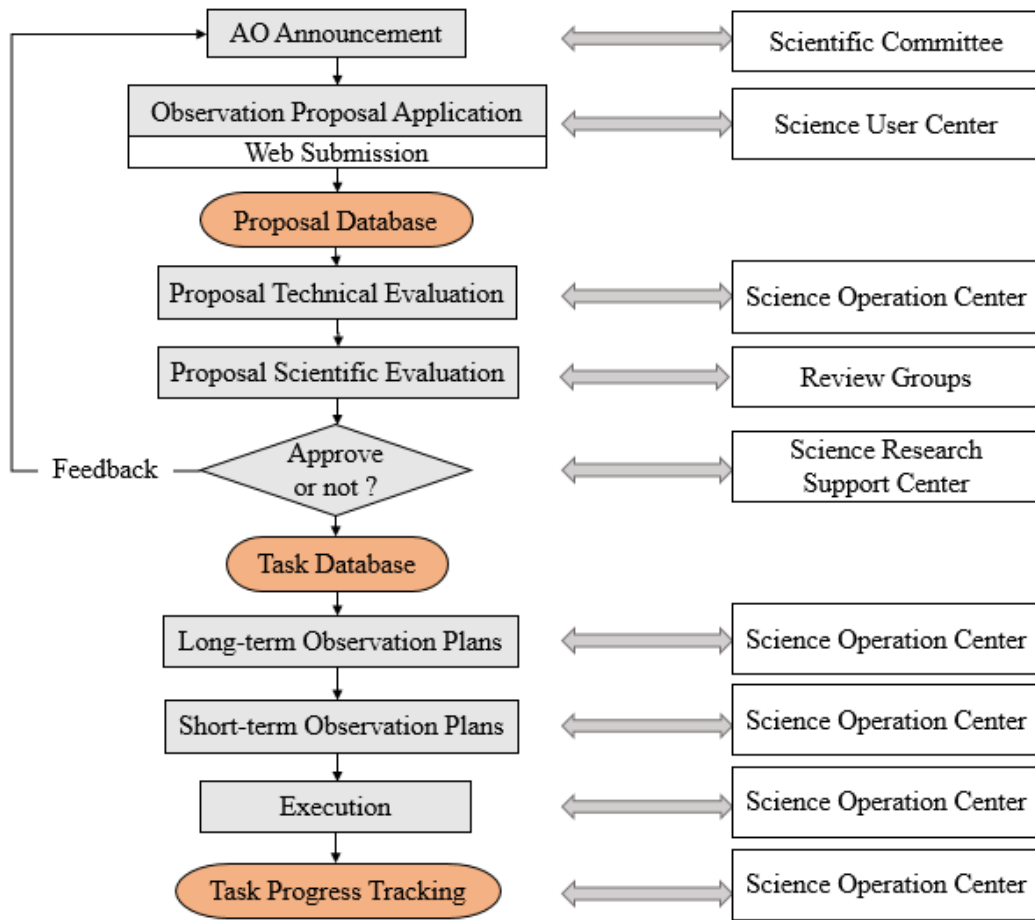 AO Announcement
Scientific Committee
Observation Proposal Application
Web Submission
Science User Center
Proposal Database
Proposal Technical Evaluation
Science Operation Center
Proposal Scientific Evaluation
Review Groups
Feedback
Approve
or not ?
Science Research
Support Center
Task Database
Long-term Observation Plans
Science Operation Center
Short-term Observation Plans
Science Operation Center
Execution
Science Operation Center
Task Progress Tracking
Science Operation Center